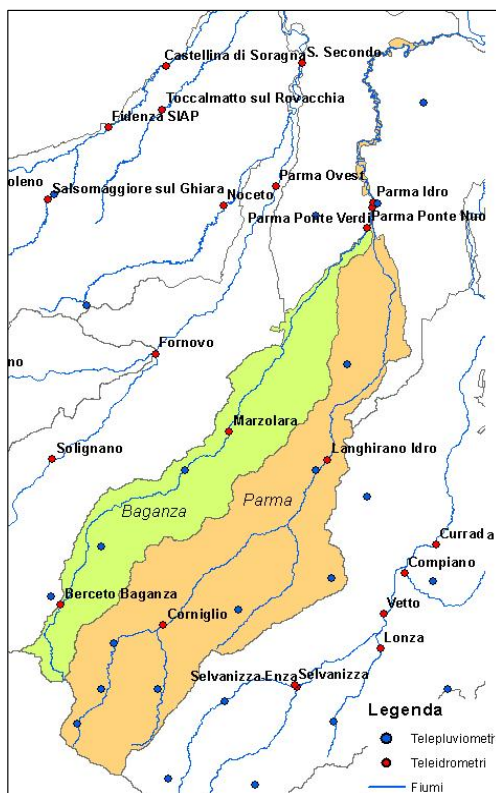 Castellina di Soragna
S. Secondo
Toccalmatto sul Rovacchia
Fidenza SIAP
oleno
Salsomaggiore sul Ghiara
Noceto
Parma Ovest
Parma Idro
Parma Ponte Verdi
Parma Ponte Nuo
Fornovo
no
Marzolara
Solignano
Langhirano Idro
Baganza
Parma
Currada
Compiano
Berceto Baganza
Corniglio
Vetto
Lonza
Selvanizza Enza
Selvanizza
Legenda
Telepluviometri
Teleidrometri
Fiumi